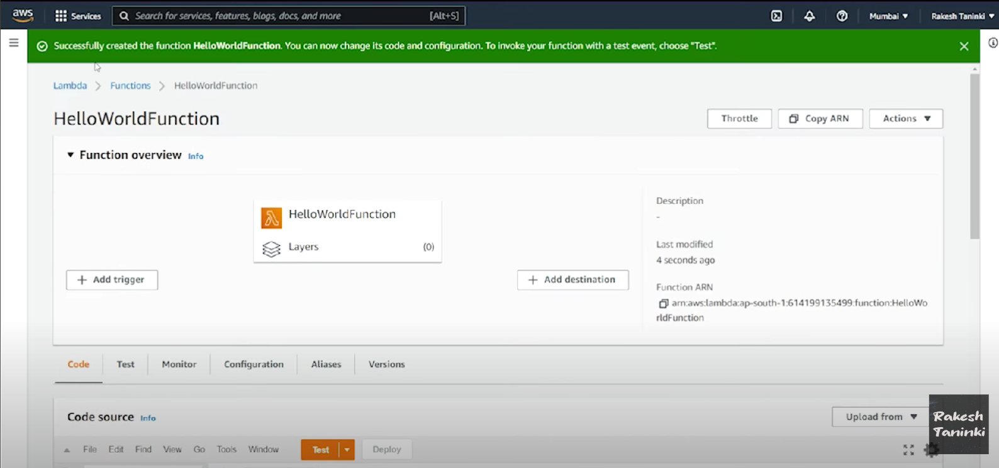 aws
Services
Search for services, features, blogs, docs, and more
[Alt+S]
Mumbai
Rakesh Taninki
Successfully created the function HelloWorldFunction. You can now change its code and configuration. To invoke your function with a test event, choose "Test".
Lambda
Functions
HelloWorldFunction
HelloWorldFunction
Throttle
Copy ARN
Actions
Function overview
Info
HelloWorldFunction
Layers
(0)
Add trigger
Add destination
Description
-
Last modified
4 seconds ago
Function ARN
arn:aws:lambda:ap-south-1:614199135499:function:HelloWo
rldFunction
Code
Test
Monitor
Configuration
Aliases
Versions
Code source
Info
Upload from
File
Edit
Find
View
Go
Tools
Window
Test
Deploy
Rakesh
Taninki